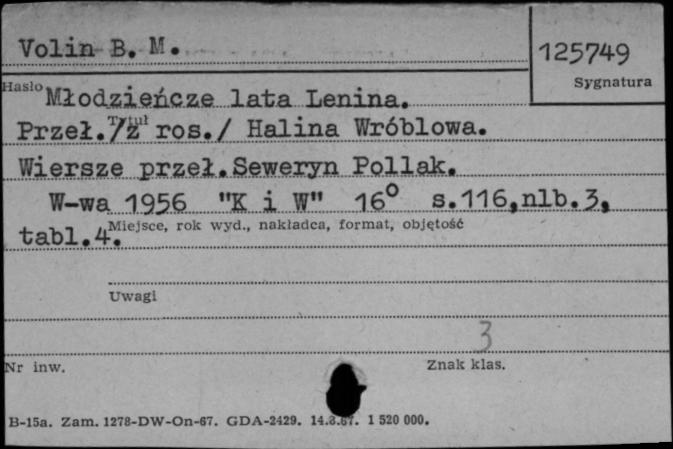 Volin B. M.
125749
Sygnatura
Hasło Młodzieńcze lata Lenina.
Tytuł
Przeł./z ros./ Halina Wróblowa.
Wiersze przeł.Seweryn Pollak.
W-wa 1956 "K i W" 16° s.116,nlb.3,
Miejsce, rok wyd., nakładca, format, objętość
tabl.4.
Uwagi
3
Nr inw.
Znak klas.
B-15a. Zam. 1278-DW-On-67. GDA-2429. 14.3.67. 1 520 000.